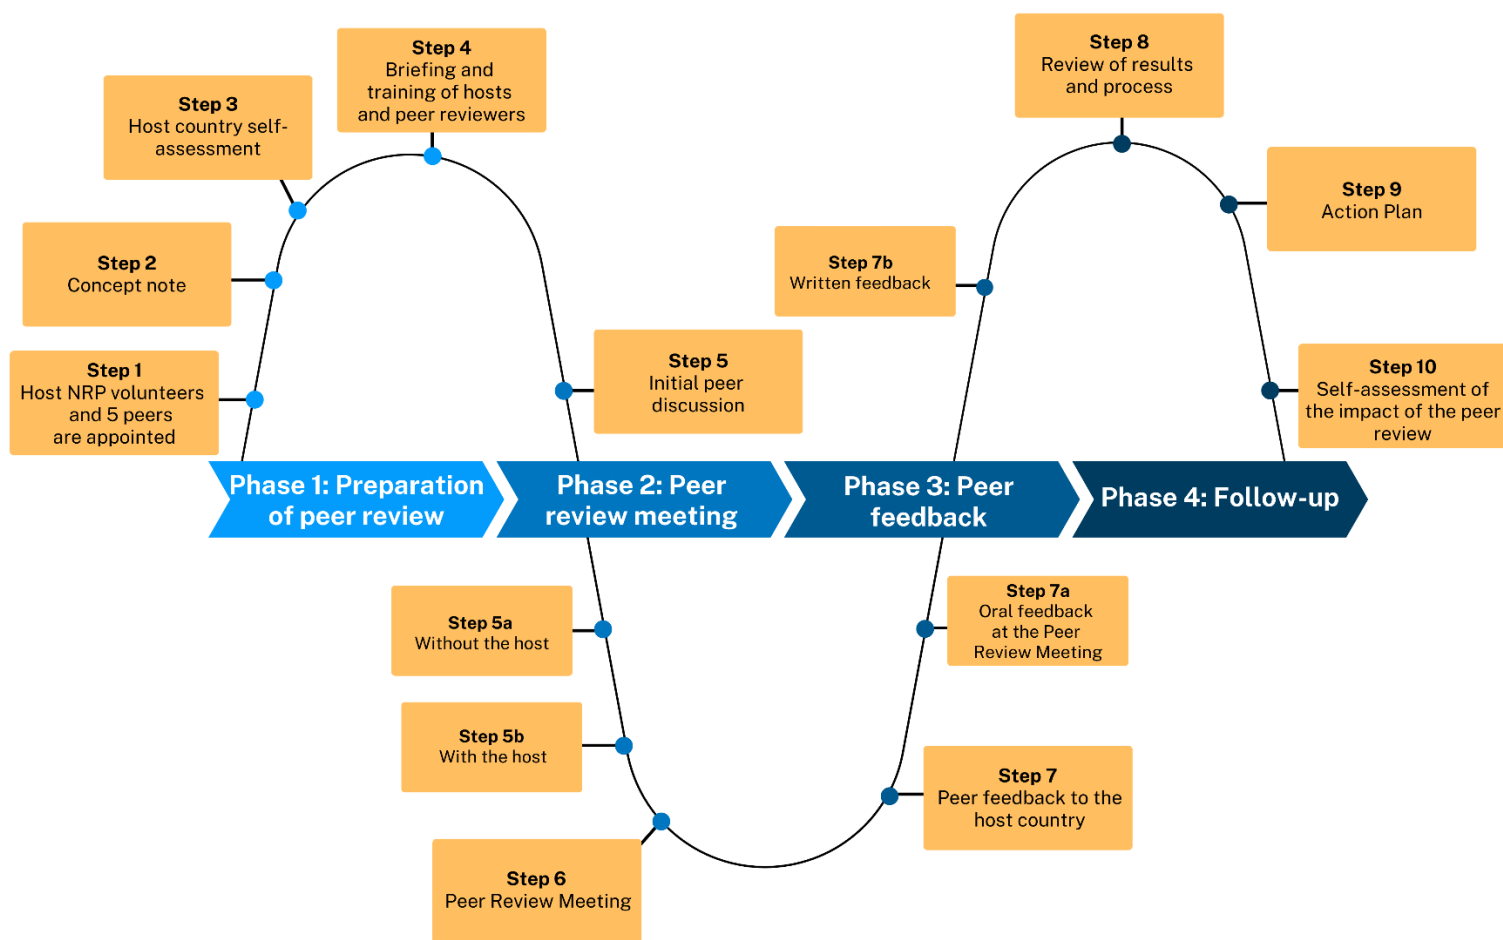 Step 1
Host NRP volunteers
and 5 peers
are appointed
Step 2
Concept note
Step 3
Host country self-
assessment
Step 4
Briefing and
training of hosts
and peer reviewers
Step 5
Initial peer
discussion
Phase 1: Preparation
of peer review
Phase 2: Peer
review meeting
Phase 3: Peer
feedback
Phase 4: Follow-up
Step 5a
Without the host
Step 5b
With the host
Step 6
Peer Review Meeting
Step 7
Peer feedback to the
host country
Step 7a
Oral feedback
at the Peer
Review Meeting
Step 7b
Written feedback
Step 8
Review of results
and process
Step 9
Action Plan
Step 10
Self-assessment of
the impact of the peer
review